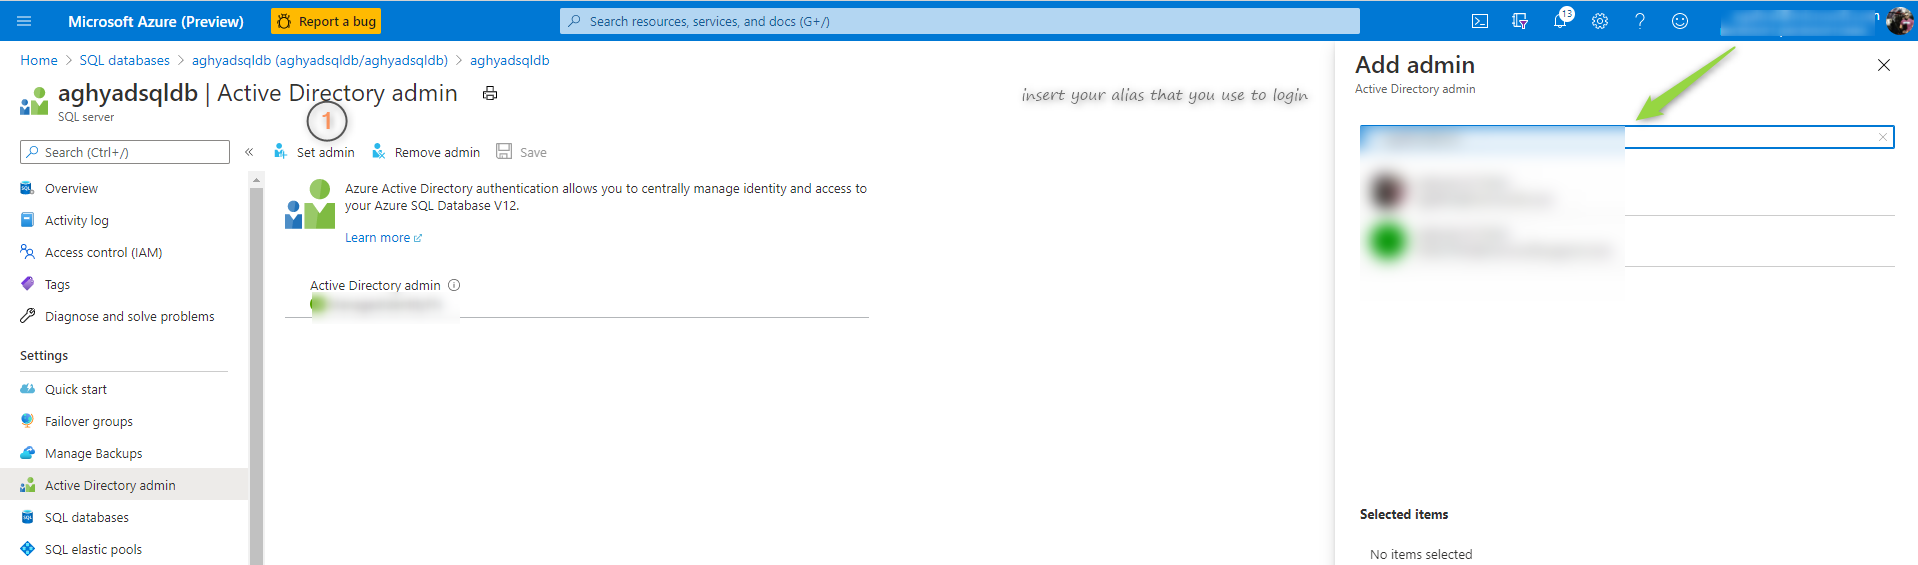 Microsoft Azure (Preview)
Report a bug
Search resources, services, and docs (G+/)
13
Home > SQL databases > aghyadsqldb (aghyadsqldb/aghyadsqldb) > aghyadsqldb
aghyadsqldb | Active Directory admin
SQL server
1
insert your alias that you use to login
Search (Ctrl+/)
«
Set admin
Remove admin
Save
Overview
Activity log
Access control (IAM)
Tags
Diagnose and solve problems
Settings
Quick start
Failover groups
Manage Backups
Active Directory admin
SQL databases
SQL elastic pools
Azure Active Directory authentication allows you to centrally manage identity and access to
your Azure SQL Database V12.
Learn more
Active Directory admin
Add admin
Active Directory admin
Selected items
No items selected